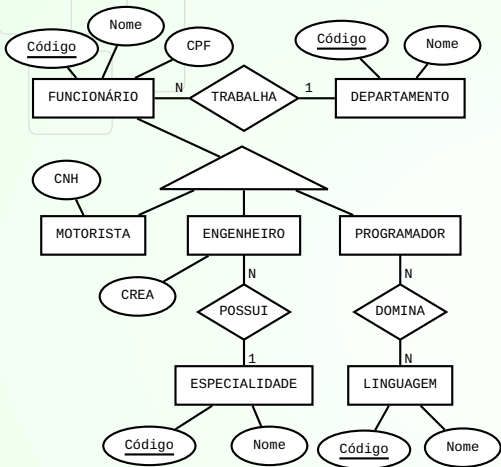 Código
Nome
CPF
Código
Nome
FUNCIONÁRIO
N
TRABALHA
1
DEPARTAMENTO
CNH
MOTORISTA
ENGENHEIRO
PROGRAMADOR
CREA
N
N
POSSUI
DOMINA
1
N
ESPECIALIDADE
LINGUAGEM
Código
Nome
Código
Nome